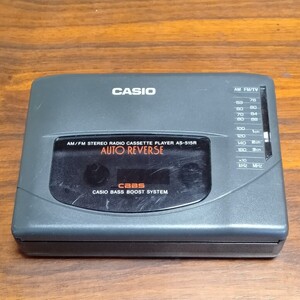 CASIO
AM FM/TV
AM/FM STEREO RADIO CASSETTE PLAYER AS-515R
AUTO REVERSE
CBBS
CASIO BASS BOOST SYSTEM